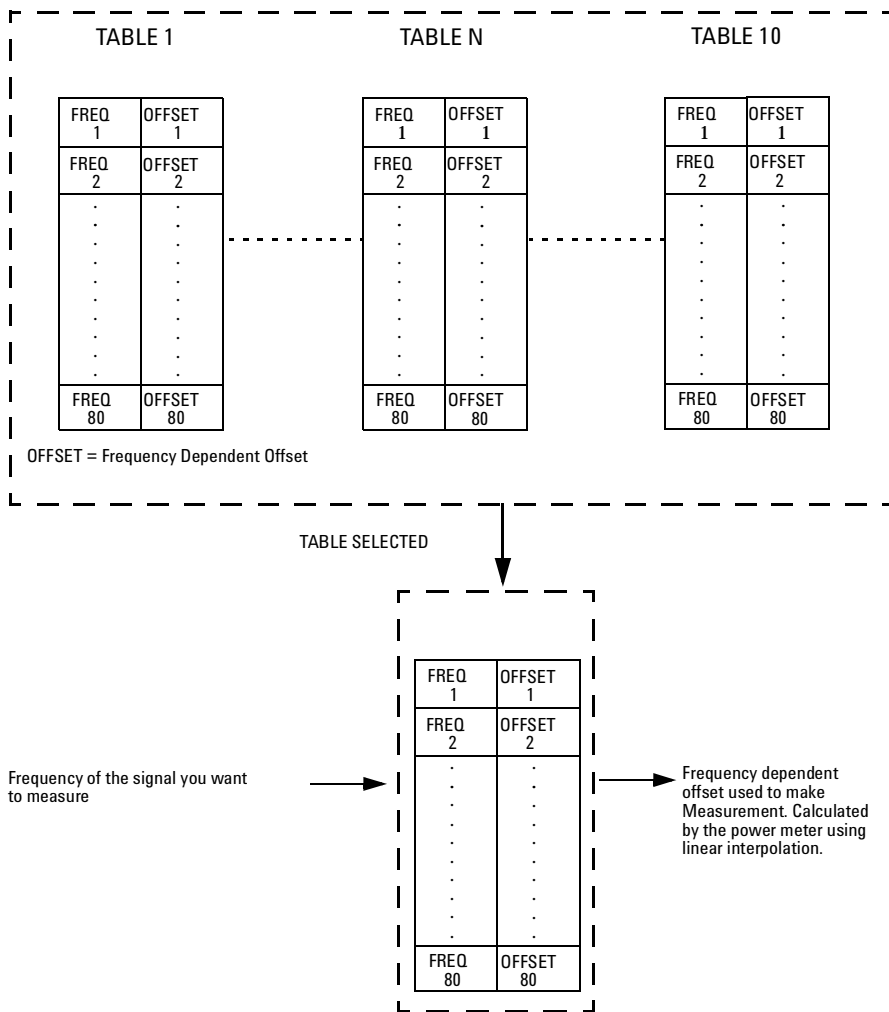 TABLE 1 TABLE N TABLE 10
FREQ OFFSET FREQ OFFSET FREQ OFFSET
1 1 1 1 1 1
FREQ OFFSET FREQ OFFSET FREQ OFFSET
2 2 2 2 2 2
FREQ OFFSET FREQ OFFSET FREQ OFFSET
80 80 80 80 80 80
OFFSET = Frequency Dependent Offset
TABLE SELECTED
FREQ OFFSET
1 1
FREQ OFFSET
2 2
Frequency of the signal you want
to measure
Frequency dependent
offset used to make
Measurement. Calculated
by the power meter using
linear interpolation.
FREQ OFFSET
80 80